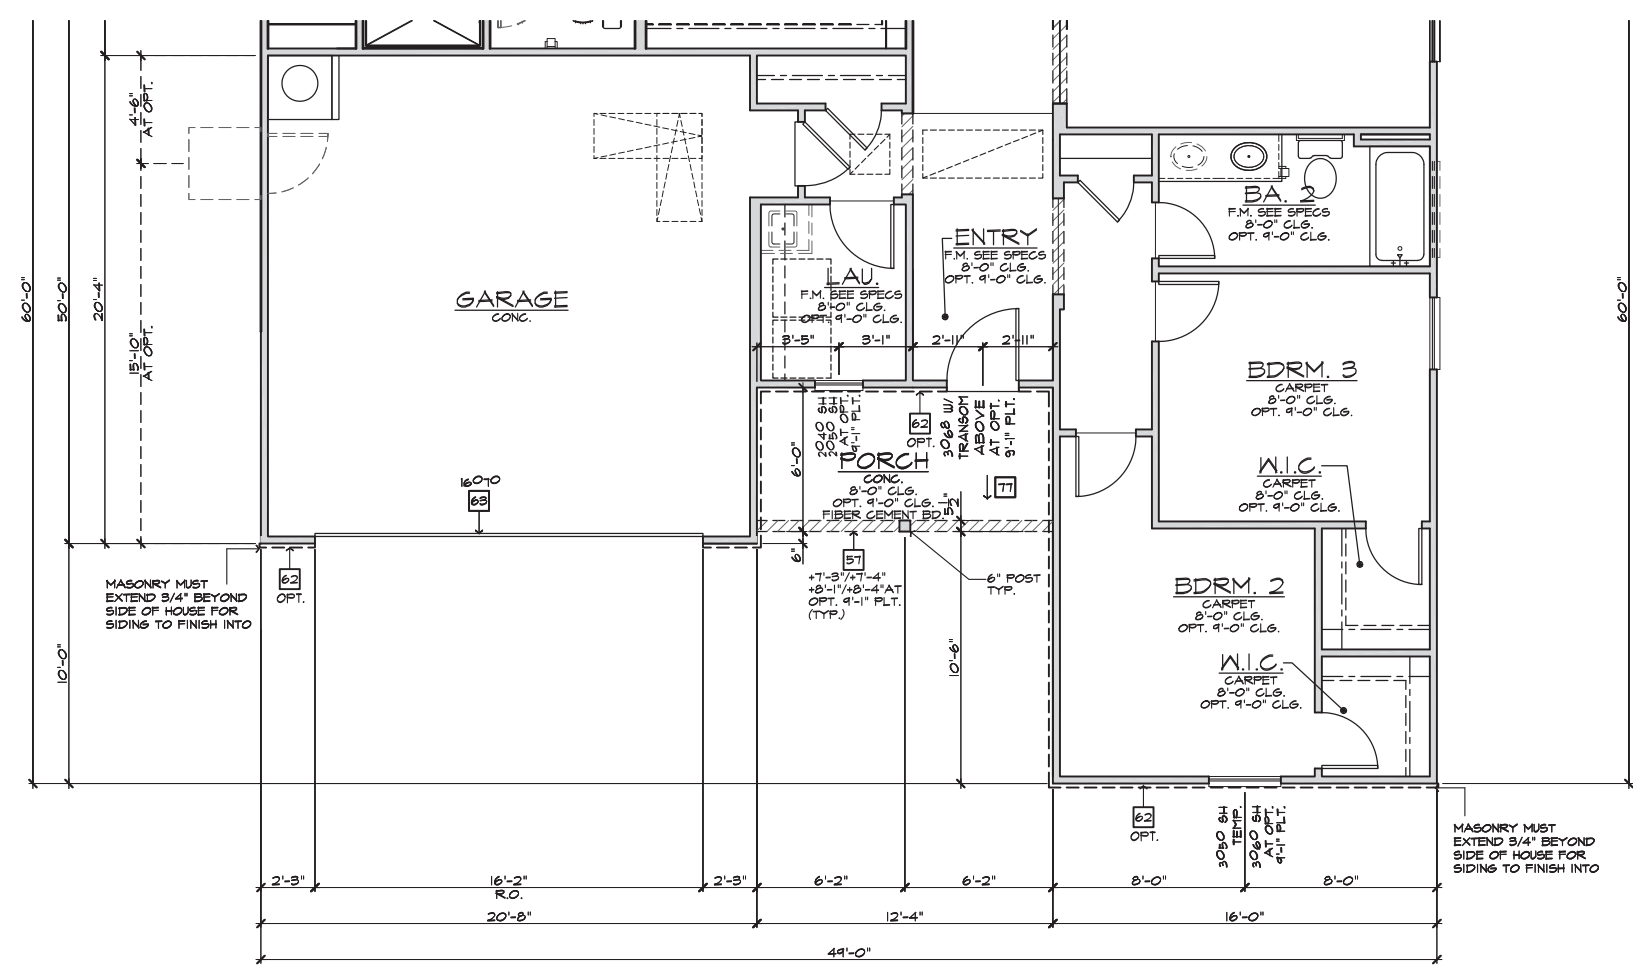 4'-6"
AT OPT.
60'-0"
50'-0"
20'-4"
15'-10"
AT OPT.
GARAGE
CONC.
LAU.
F.M. SEE SPECS
8'-0" CLG.
OPT. 9'-0" CLG.
ENTRY
F.M. SEE SPECS
8'-0" CLG.
OPT. 9'-0" CLG.
BA. 2
F.M. SEE SPECS
8'-0" CLG.
OPT. 9'-0" CLG.
60'-0"
3'-5"
3'-1"
2'-11"
2'-11"
BDRM. 3
CARPET
8'-0" CLG.
OPT. 9'-0" CLG.
2040 SH
2050 SH
AT OPT.
9'-1" PLT.
62
OPT.
3068 W/
TRANSOM
ABOVE
AT OPT.
9'-1" PLT.
6'-0"
PORCH
CONC.
8'-0" CLG.
OPT. 9'-0" CLG.
FIBER CEMENT BD.
5 1/2"
77
W.I.C.
CARPET
8'-0" CLG.
OPT. 9'-0" CLG.
16070
63
6"
57
+7'-3"/+7'-4"
+8'-1"/+8'-4"AT
OPT. 9'-1" PLT.
(TYP.)
6" POST
TYP.
MASONRY MUST
EXTEND 3/4" BEYOND
SIDE OF HOUSE FOR
SIDING TO FINISH INTO
62
OPT.
BDRM. 2
CARPET
8'-0" CLG.
OPT. 9'-0" CLG.
10'-0"
10'-6"
W.I.C.
CARPET
8'-0" CLG.
OPT. 9'-0" CLG.
62
OPT.
3050 SH
TEMP.
3060 SH
AT OPT.
9'-1" PLT.
MASONRY MUST
EXTEND 3/4" BEYOND
SIDE OF HOUSE FOR
SIDING TO FINISH INTO
2'-3"
16'-2"
R.O.
2'-3"
6'-2"
6'-2"
8'-0"
8'-0"
20'-8"
12'-4"
16'-0"
49'-0"